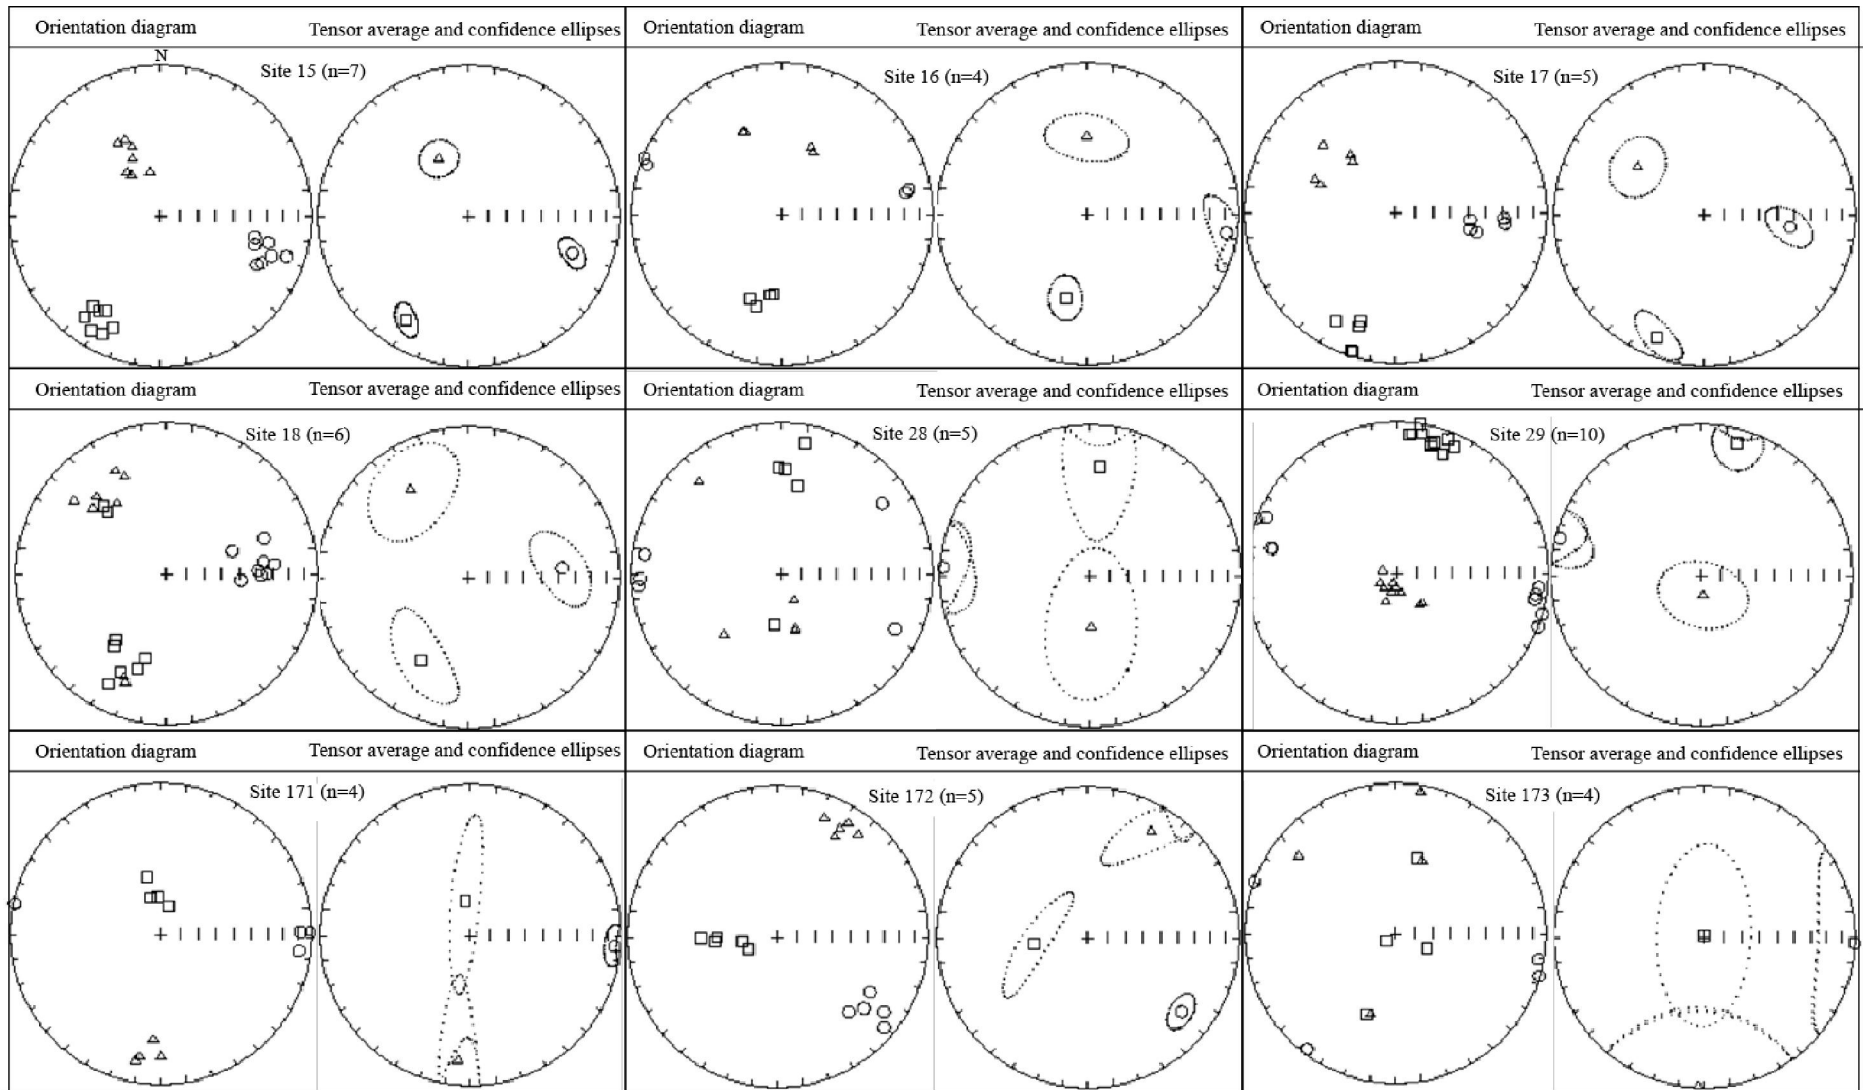 Orientation diagram Tensor average and confidence ellipses Orientation diagram Tensor average and confidence ellipses Orientation diagram Tensor average and confidence ellipses
N
Site 15 (n=7) Site 16 (n=4) Site 17 (n=5)
Orientation diagram Tensor average and confidence ellipses Orientation diagram Tensor average and confidence ellipses Orientation diagram Tensor average and confidence ellipses
Site 18 (n=6) Site 28 (n=5) Site 29 (n=10)
Orientation diagram Tensor average and confidence ellipses Orientation diagram Tensor average and confidence ellipses Orientation diagram Tensor average and confidence ellipses
Site 171 (n=4) Site 172 (n=5) Site 173 (n=4)